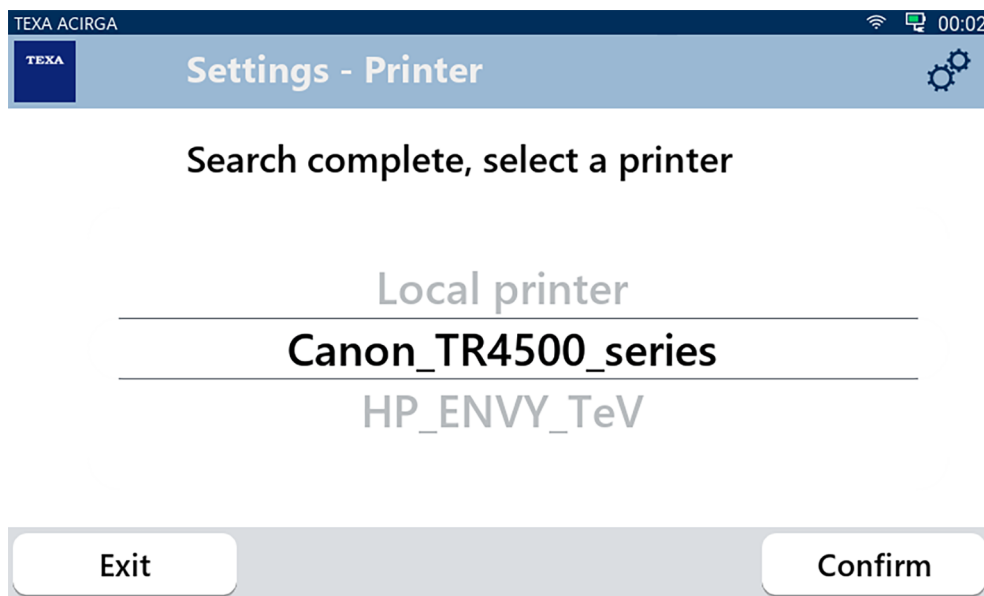 TEXA ACIRGA
00:02
TEXA
Settings - Printer
Search complete, select a printer
Local printer
Canon_TR4500_series
HP_ENVY_TeV
Exit
Confirm